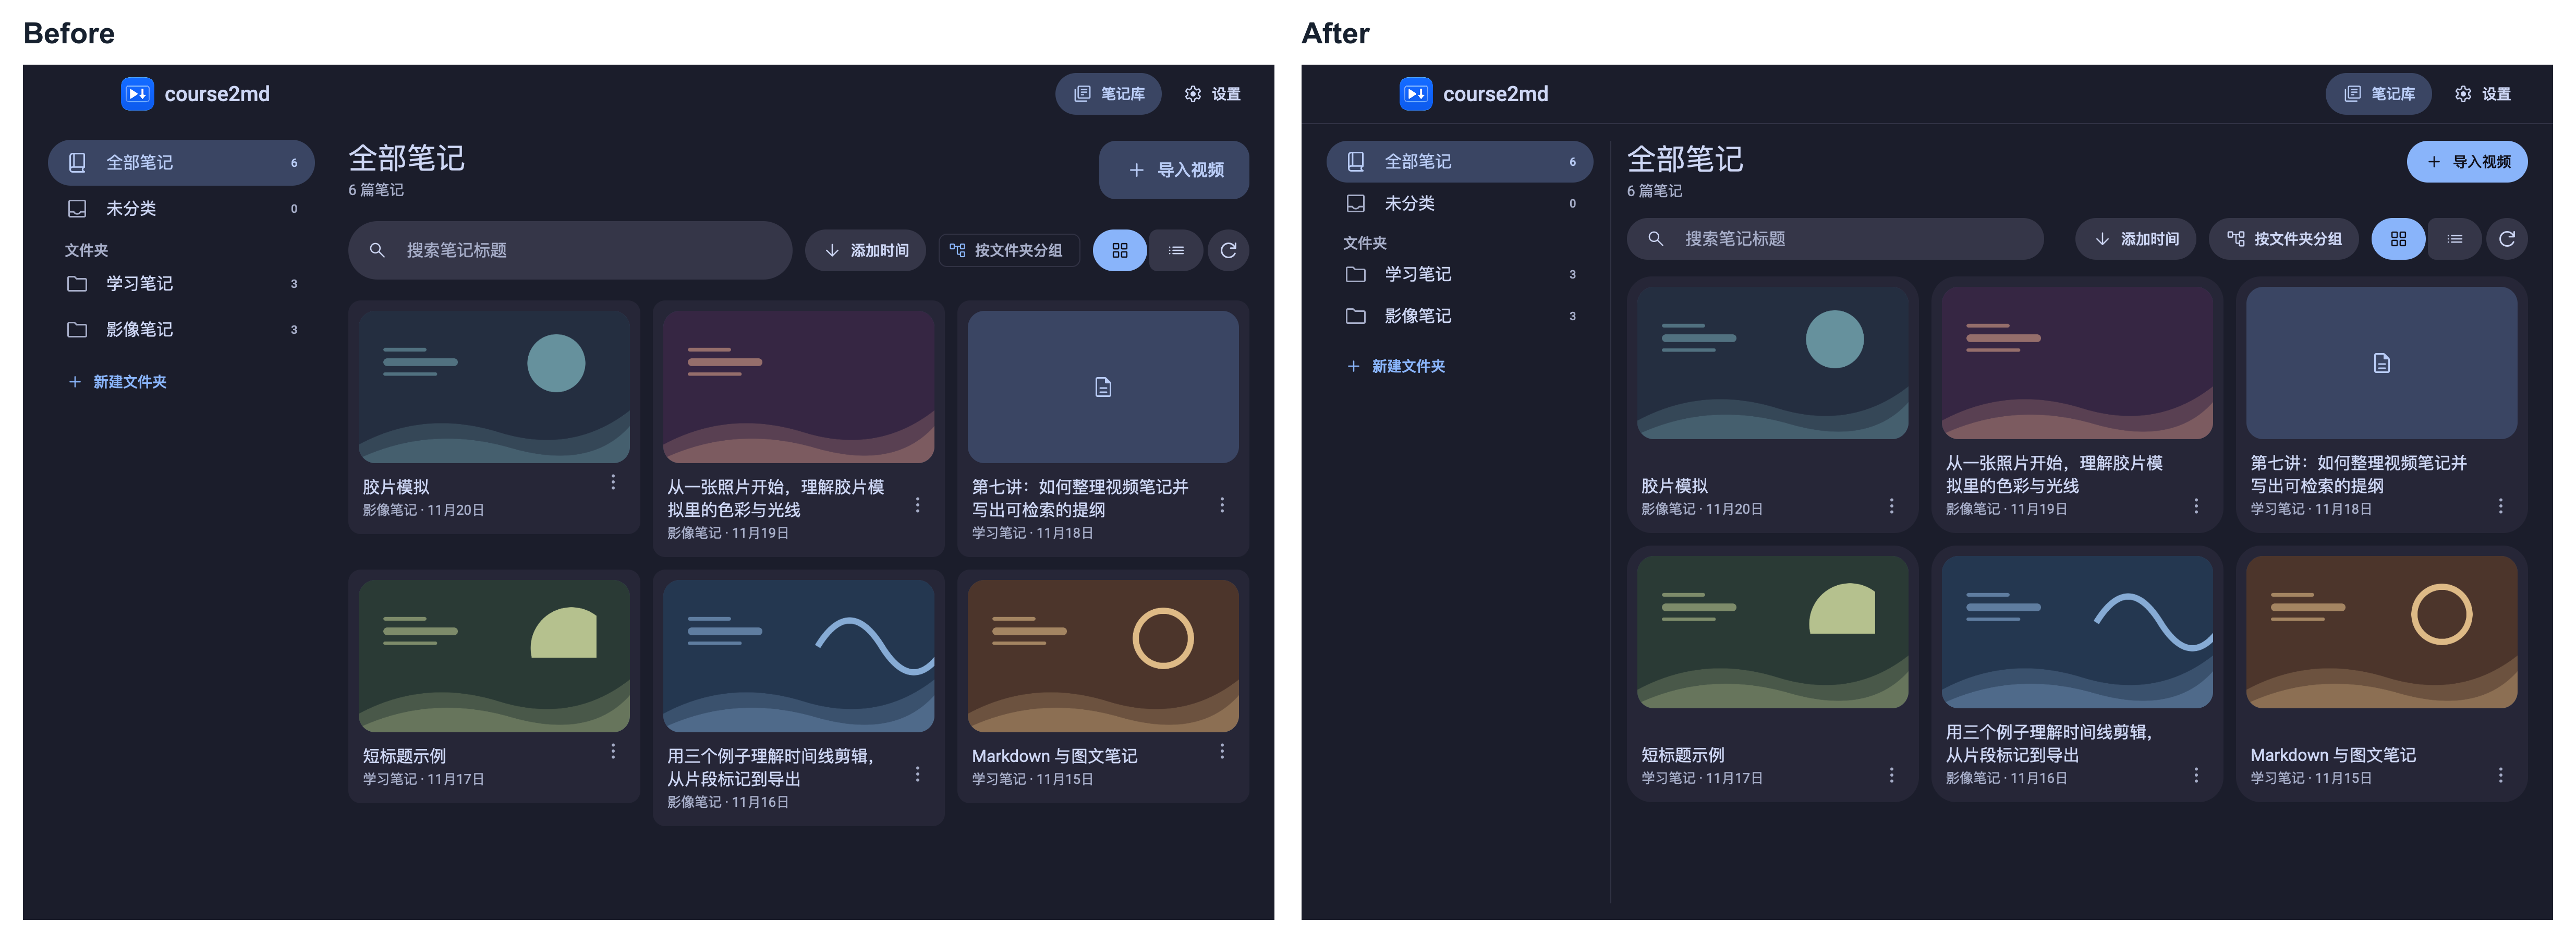 Before
course2md
笔记库
设置
全部笔记
6
未分类
0
文件夹
学习笔记
3
影像笔记
3
新建文件夹
全部笔记
6 篇笔记
导入视频
搜索笔记标题
添加时间
按文件夹分组
胶片模拟
影像笔记 · 11月20日
从一张照片开始，理解胶片模
拟里的色彩与光线
影像笔记 · 11月19日
第七讲：如何整理视频笔记并
写出可检索的提纲
学习笔记 · 11月18日
短标题示例
学习笔记 · 11月17日
用三个例子理解时间线剪辑，
从片段标记到导出
影像笔记 · 11月16日
Markdown 与图文笔记
学习笔记 · 11月15日
After
course2md
笔记库
设置
全部笔记
6
未分类
0
文件夹
学习笔记
3
影像笔记
3
新建文件夹
全部笔记
6 篇笔记
导入视频
搜索笔记标题
添加时间
按文件夹分组
胶片模拟
影像笔记 · 11月20日
从一张照片开始，理解胶片模
拟里的色彩与光线
影像笔记 · 11月19日
第七讲：如何整理视频笔记并
写出可检索的提纲
学习笔记 · 11月18日
短标题示例
学习笔记 · 11月17日
用三个例子理解时间线剪辑，
从片段标记到导出
影像笔记 · 11月16日
Markdown 与图文笔记
学习笔记 · 11月15日